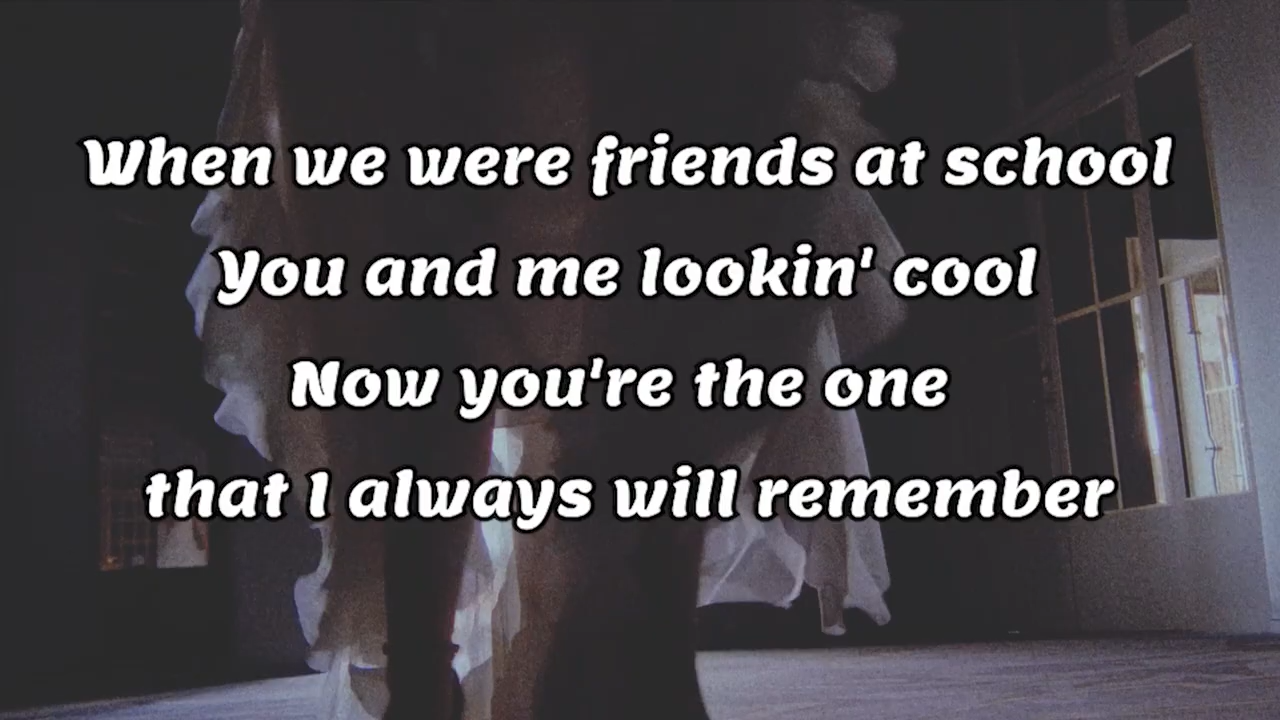 When we were friends at school
You and me lookin' cool
Now you're the one
that I always will remember